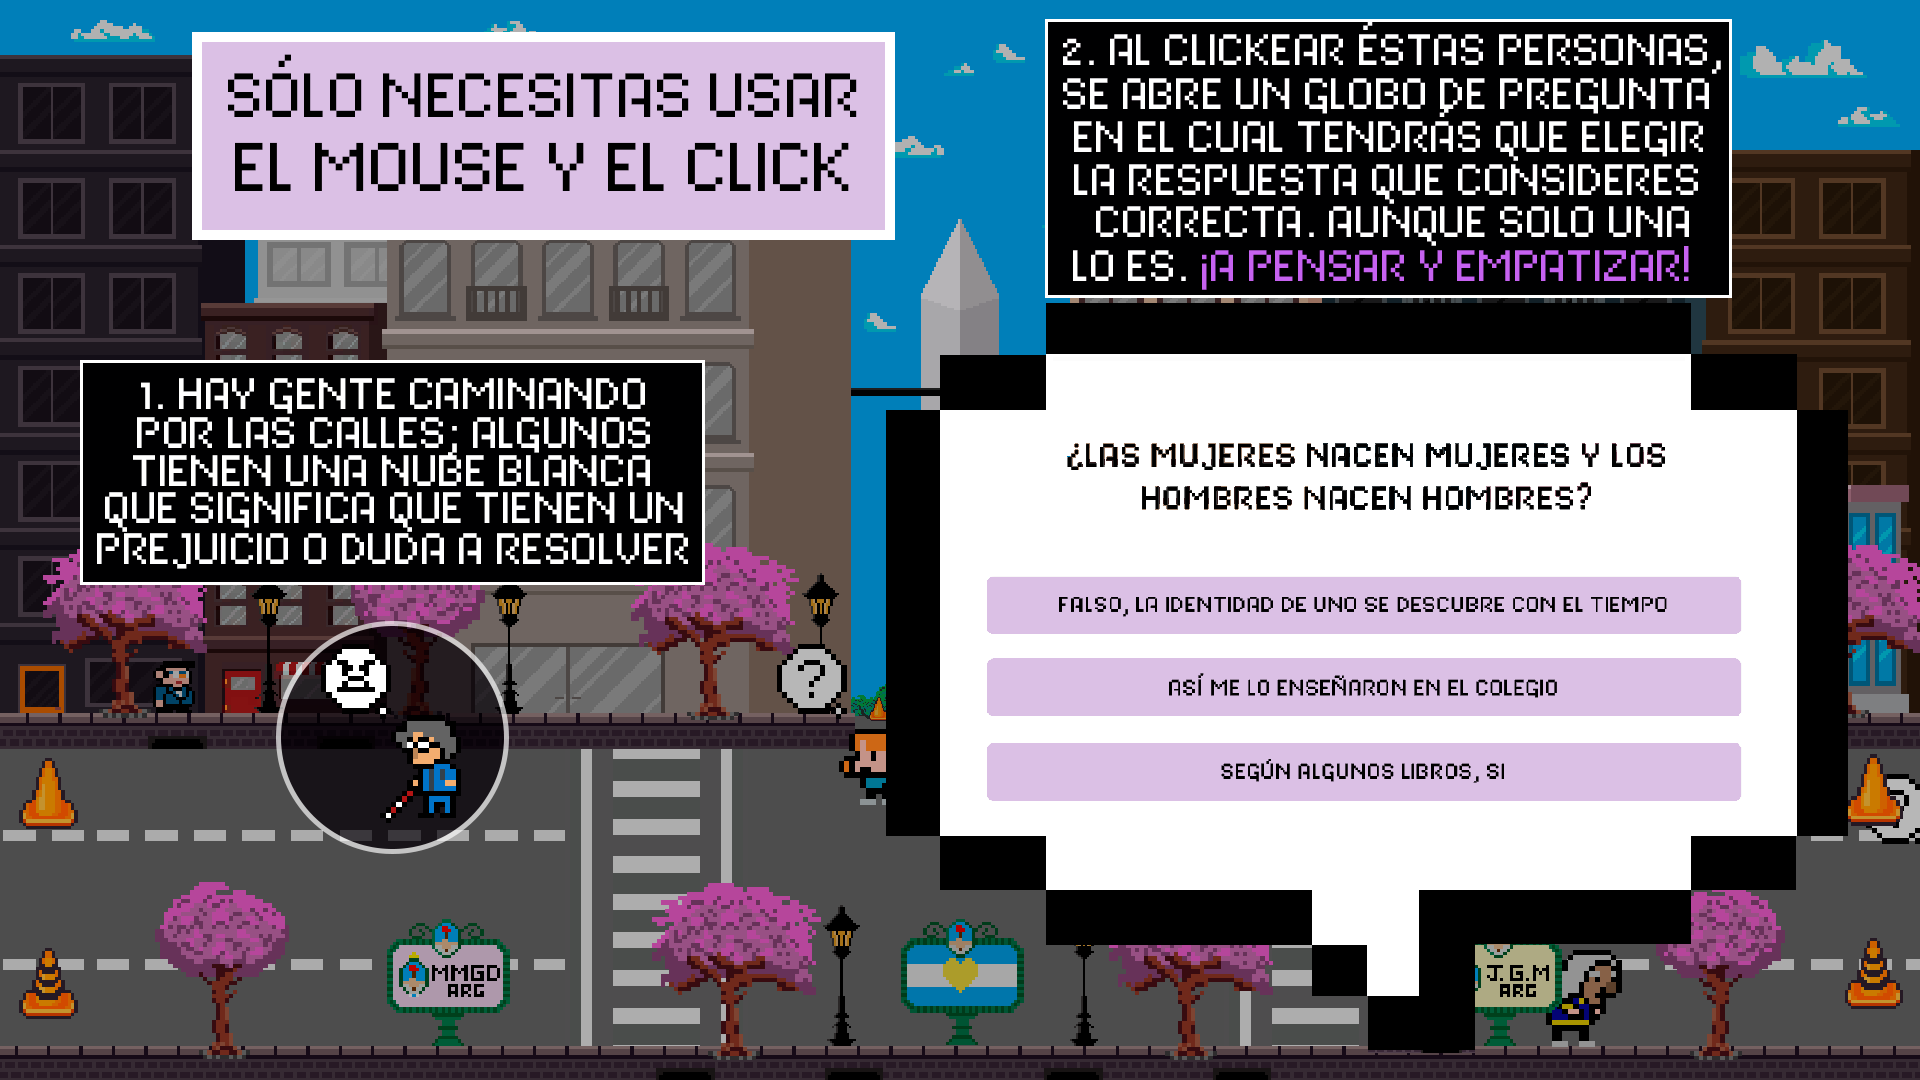 SÓLO NECESITAS USAR
EL MOUSE Y EL CLICK
2. AL CLICKEAR ÉSTAS PERSONAS,
SE ABRE UN GLOBO DE PREGUNTA
EN EL CUAL TENDRÁS QUE ELEGIR
LA RESPUESTA QUE CONSIDERES
CORRECTA. AUNQUE SOLO UNA
LO ES. ¡A PENSAR Y EMPATIZAR!
1. HAY GENTE CAMINANDO
POR LAS CALLES; ALGUNOS
TIENEN UNA NUBE BLANCA
QUE SIGNIFICA QUE TIENEN UN
PREJUICIO O DUDA A RESOLVER
¿LAS MUJERES NACEN MUJERES Y LOS
HOMBRES NACEN HOMBRES?
FALSO, LA IDENTIDAD DE UNO SE DESCUBRE CON EL TIEMPO
ASÍ ME LO ENSEÑARON EN EL COLEGIO
SEGÚN ALGUNOS LIBROS, SI
?
MMGD
ARG
J.G.M
ARG